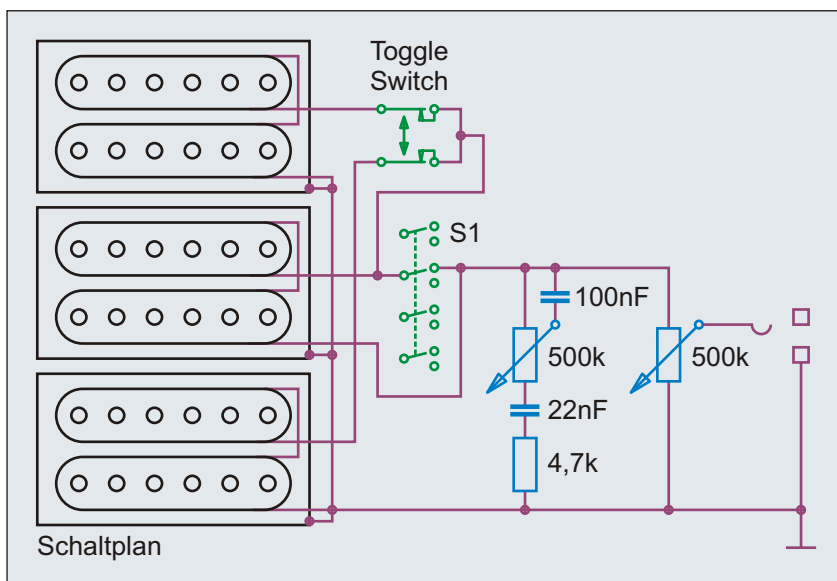 Toggle
Switch
S1
100nF
500k
500k
22nF
4,7k
Schaltplan